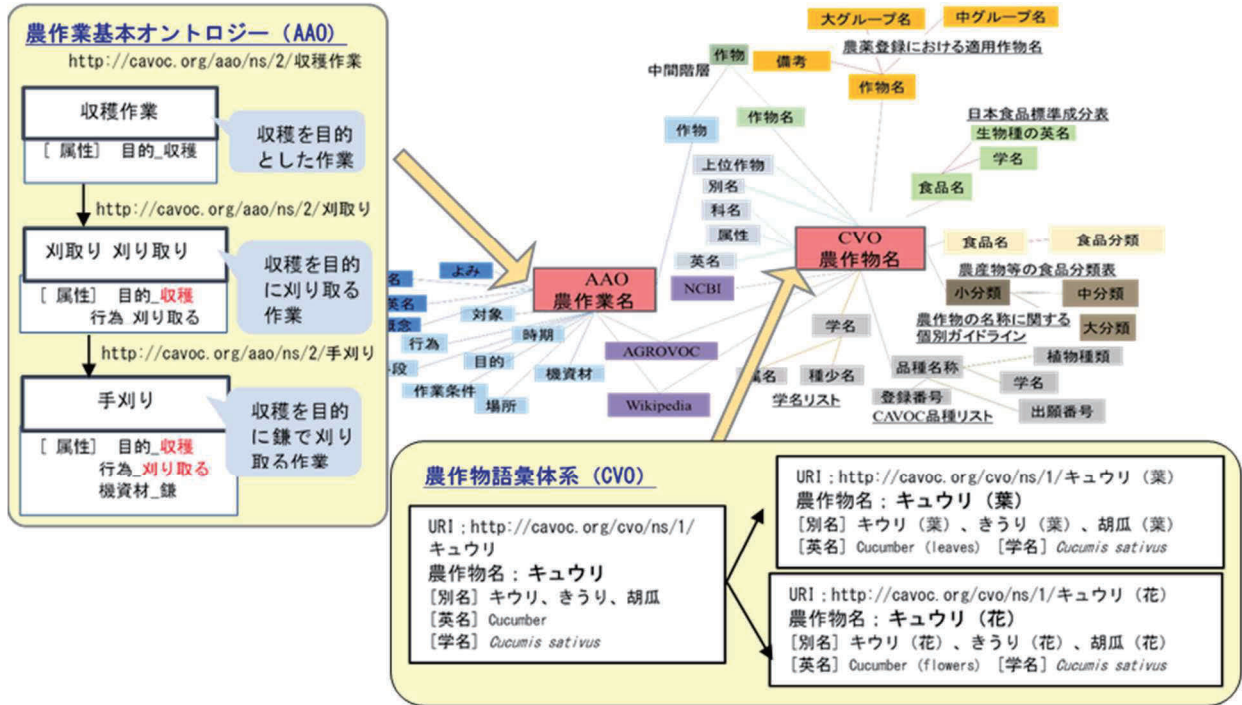 農作業基本オントロジー（AAO）
http://cavoc.org/aao/ns/2/収穫作業
収穫作業
[ 属性] 目的_収穫
収穫を目的
とした作業
http://cavoc.org/aao/ns/2/刈取り
刈取り 刈り取り
[ 属性] 目的_収穫
行為 刈り取る
収穫を目的
に刈り取る
作業
http://cavoc.org/aao/ns/2/手刈り
手刈り
[ 属性] 目的_収穫
行為_刈り取る
機資材_鎌
収穫を目的
に鎌で刈り
取る作業
大グループ名
中グループ名
農薬登録における適用作物名
備考
作物名
作物
中間階層
作物
作物名
日本食品標準成分表
生物種の英名
学名
食品名
上位作物
別名
科名
属性
英名
CVO
農作物名
食品名
食品分類
農産物等の食品分類表
小分類
中分類
大分類
農作物の名称に関する
個別ガイドライン
よみ
名
英名
概念
AAO
農作業名
NCBI
対象
時期
行為
目的
段
作業条件
場所
機資材
AGROVOC
Wikipedia
学名
属名
種少名
学名リスト
品種名称
植物種類
学名
登録番号
出願番号
CAVOC品種リスト
農作物語彙体系（CVO）
URI：http://cavoc.org/cvo/ns/1/
キュウリ
農作物名：キュウリ
[別名] キウリ、きうり、胡瓜
[英名] Cucumber
[学名] Cucumis sativus
URI：http://cavoc.org/cvo/ns/1/キュウリ（葉）
農作物名：キュウリ（葉）
[別名] キウリ（葉）、きうり（葉）、胡瓜（葉）
[英名] Cucumber (leaves) [学名] Cucumis sativus
URI：http://cavoc.org/cvo/ns/1/キュウリ（花）
農作物名：キュウリ（花）
[別名] キウリ（花）、きうり（花）、胡瓜（花）
[英名] Cucumber (flowers) [学名] Cucumis sativus